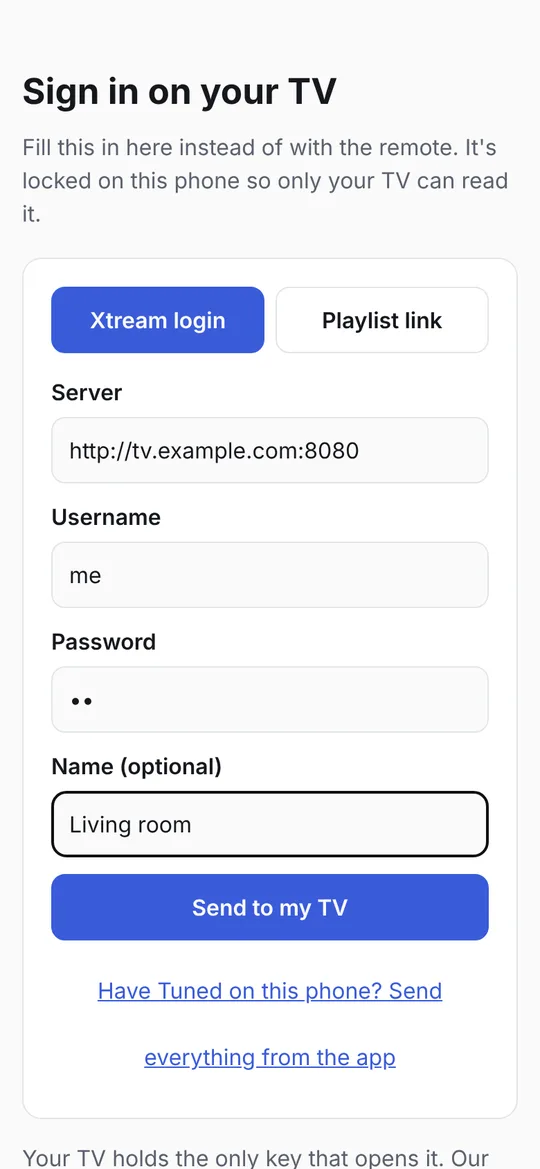 Sign in on your TV
Fill this in here instead of with the remote. It's
locked on this phone so only your TV can read
it.
Xtream login
Playlist link
Server
http://tv.example.com:8080
Username
me
Password
••
Name (optional)
Living room
Send to my TV
Have Tuned on this phone? Send
everything from the app
Your TV holds the only key that opens it. Our